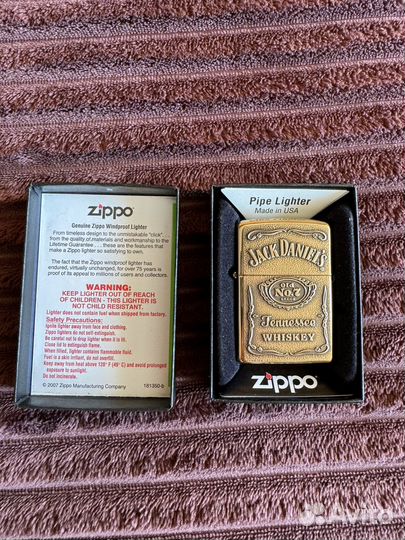 zippo
Genuine Zippo Windproof Lighter
From timeless design to the unmistakable "click"...
from the quality of materials and workmanship to the
Lifetime Guarantee . . . . these are the features that
make a Zippo lighter so satisfying to own.
The fact that the Zippo windproof lighter has
endured, virtually unchanged, for over 75 years is
proof of its appeal to millions of users and collectors.
WARNING:
KEEP LIGHTER OUT OF REACH
OF CHILDREN - THIS LIGHTER IS
NOT CHILD RESISTANT.
Lighter does not contain fuel when shipped from factory.
Safety Precautions:
Ignite lighter away from face and clothing.
Zippo lighters do not self-extinguish.
Be careful not to drop lighter when it is lit.
Close lid to extinguish flame.
When filled, lighter contains flammable fluid.
Fuel is a skin irritant, do not overfill.
Keep away from heat above 120° F (49° C) and avoid prolonged
exposure to sunlight.
Do not incinerate.
© 2007 Zippo Manufacturing Company 181350-b
Pipe Lighter
Made in USA
JACK DANIEL'S
Old
No.7
BRAND
Tennessee
WHISKEY
zippo
Avito